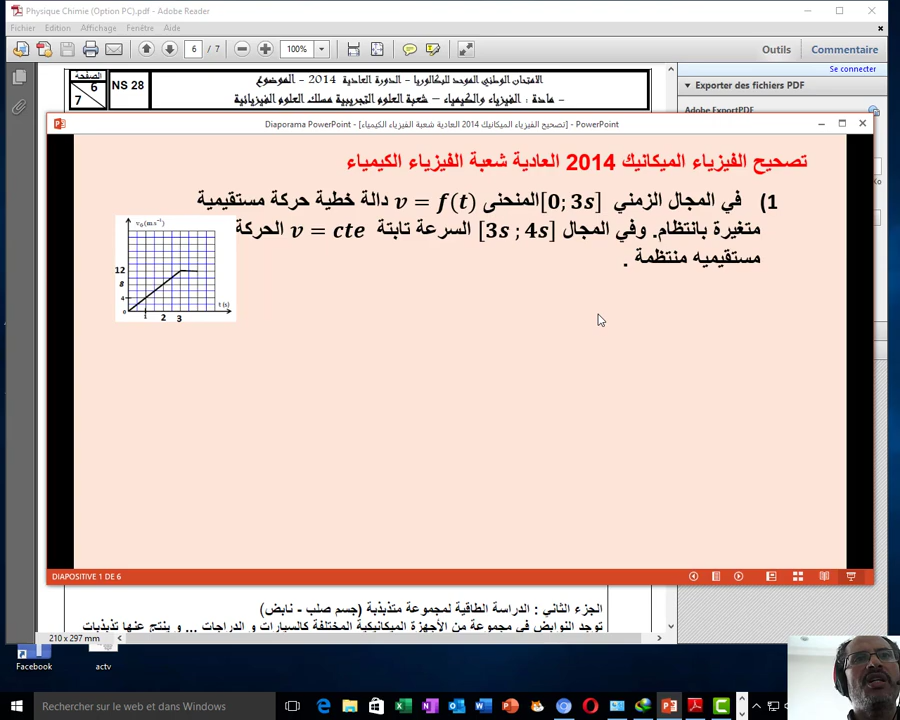 Physique Chimie (Option PC).pdf - Adobe Reader
Fichier Edition Affichage Fenêtre Aide
6 / 7 100% Outils Commentaire
Se connecter
Exporter des fichiers PDF
Adobe ExportPDF
الصفحة
6
7
NS 28
الامتحان الوطني الموحد للبكالوريا - الدورة العادية 2014 - الموضوع
- مادة : الفيزياء والكيمياء – شعبة العلوم التجريبية مسلك العلوم الفيزيائية
Diaporama PowerPoint - [تصحيح الفيزياء الميكانيك 2014 العادية شعبة الفيزياء الكيمياء] - PowerPoint
تصحيح الفيزياء الميكانيك 2014 العادية شعبة الفيزياء الكيمياء
1) في المجال الزمني [0; 3s] المنحنى v = f(t) دالة خطية حركة مستقيمية
متغيرة بانتظام. وفي المجال [3s ; 4s] السرعة تابتة v = cte الحركة
مستقيميه منتظمة .
12
8
4
0
1 2 3
t (s)
DIAPOSITIVE 1 DE 6
الجزء الثاني : الدراسة الطاقية لمجموعة متذبذبة (جسم صلب - نابض)
توجد النوابض في مجموعة من الأجهزة الميكانيكية المختلفة كالسيارات و الدراجات ... و ينتج عنها تذبذبات
210 x 297 mm
Facebook
actv
Rechercher sur le web et dans Windows